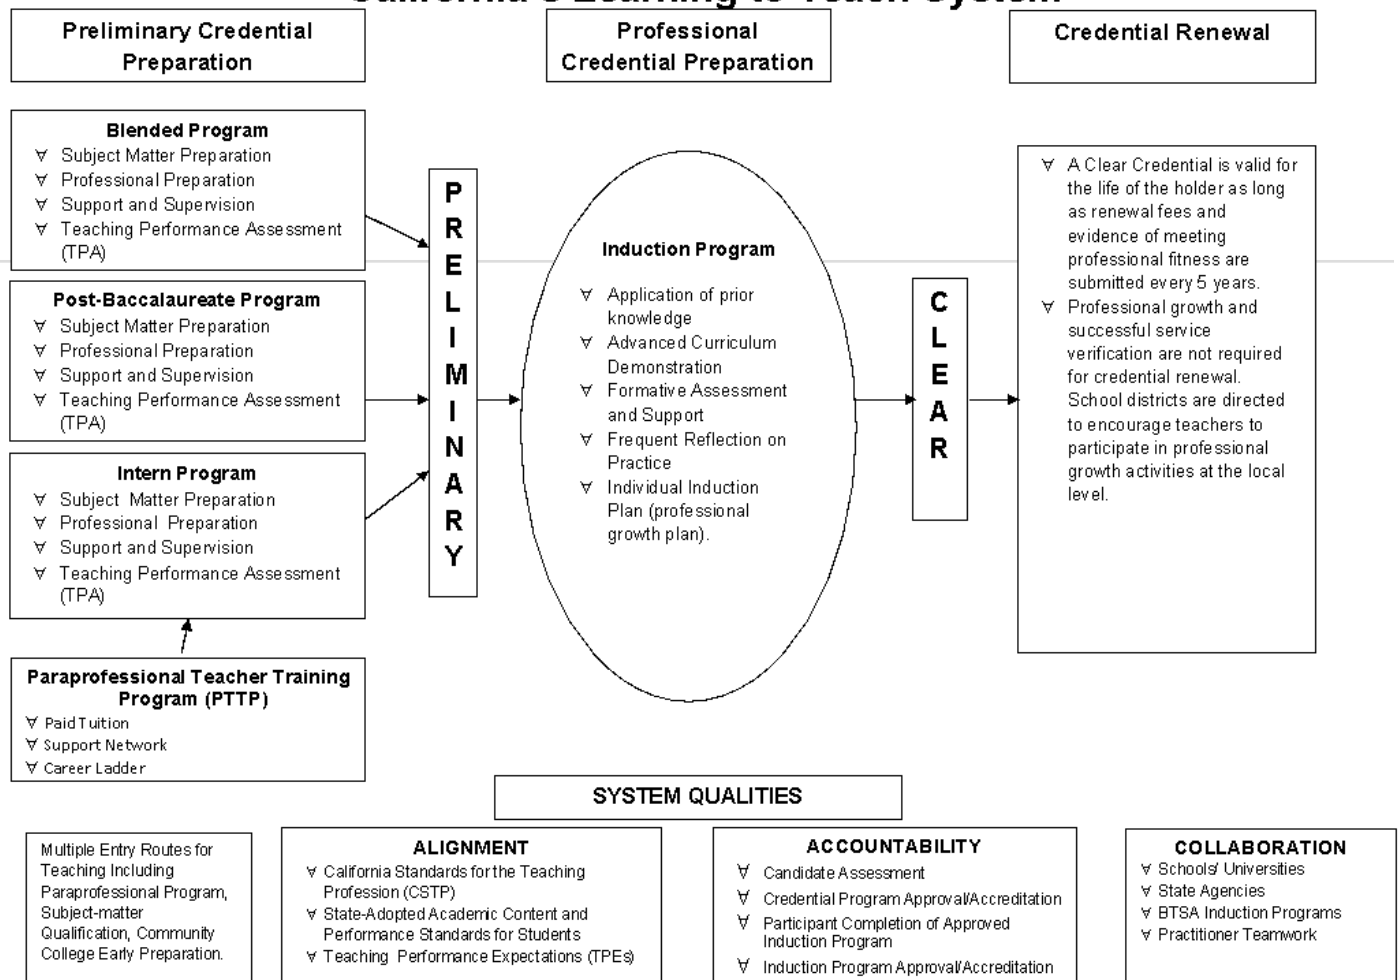 California's Learning to Teach System
Preliminary Credential
Preparation
Professional
Credential Preparation
Credential Renewal
Blended Program
∀ Subject Matter Preparation
∀ Professional Preparation
∀ Support and Supervision
∀ Teaching Performance Assessment
(TPA)
Post-Baccalaureate Program
∀ Subject Matter Preparation
∀ Professional Preparation
∀ Support and Supervision
∀ Teaching Performance Assessment
(TPA)
Intern Program
∀ Subject Matter Preparation
∀ Professional Preparation
∀ Support and Supervision
∀ Teaching Performance Assessment
(TPA)
Paraprofessional Teacher Training
Program (PTTP)
∀ Paid Tuition
∀ Support Network
∀ Career Ladder
PRELIMINARY
Induction Program
∀ Application of prior
knowledge
∀ Advanced Curriculum
Demonstration
∀ Formative Assessment
and Support
∀ Frequent Reflection on
Practice
∀ Individual Induction
Plan (professional
growth plan).
CLEAR
∀ A Clear Credential is valid for
the life of the holder as long
as renewal fees and
evidence of meeting
professional fitness are
submitted every 5 years.
∀ Professional growth and
successful service
verification are not required
for credential renewal.
School districts are directed
to encourage teachers to
participate in professional
growth activities at the local
level.
SYSTEM QUALITIES
Multiple Entry Routes for
Teaching Including
Paraprofessional Program,
Subject-matter
Qualification, Community
College Early Preparation.
ALIGNMENT
∀ California Standards for the Teaching
Profession (CSTP)
∀ State-Adopted Academic Content and
Performance Standards for Students
∀ Teaching Performance Expectations (TPEs)
ACCOUNTABILITY
∀ Candidate Assessment
∀ Credential Program Approval/Accreditation
∀ Participant Completion of Approved
Induction Program
∀ Induction Program Approval/Accreditation
COLLABORATION
∀ Schools/ Universities
∀ State Agencies
∀ BTSA Induction Programs
∀ Practitioner Teamwork